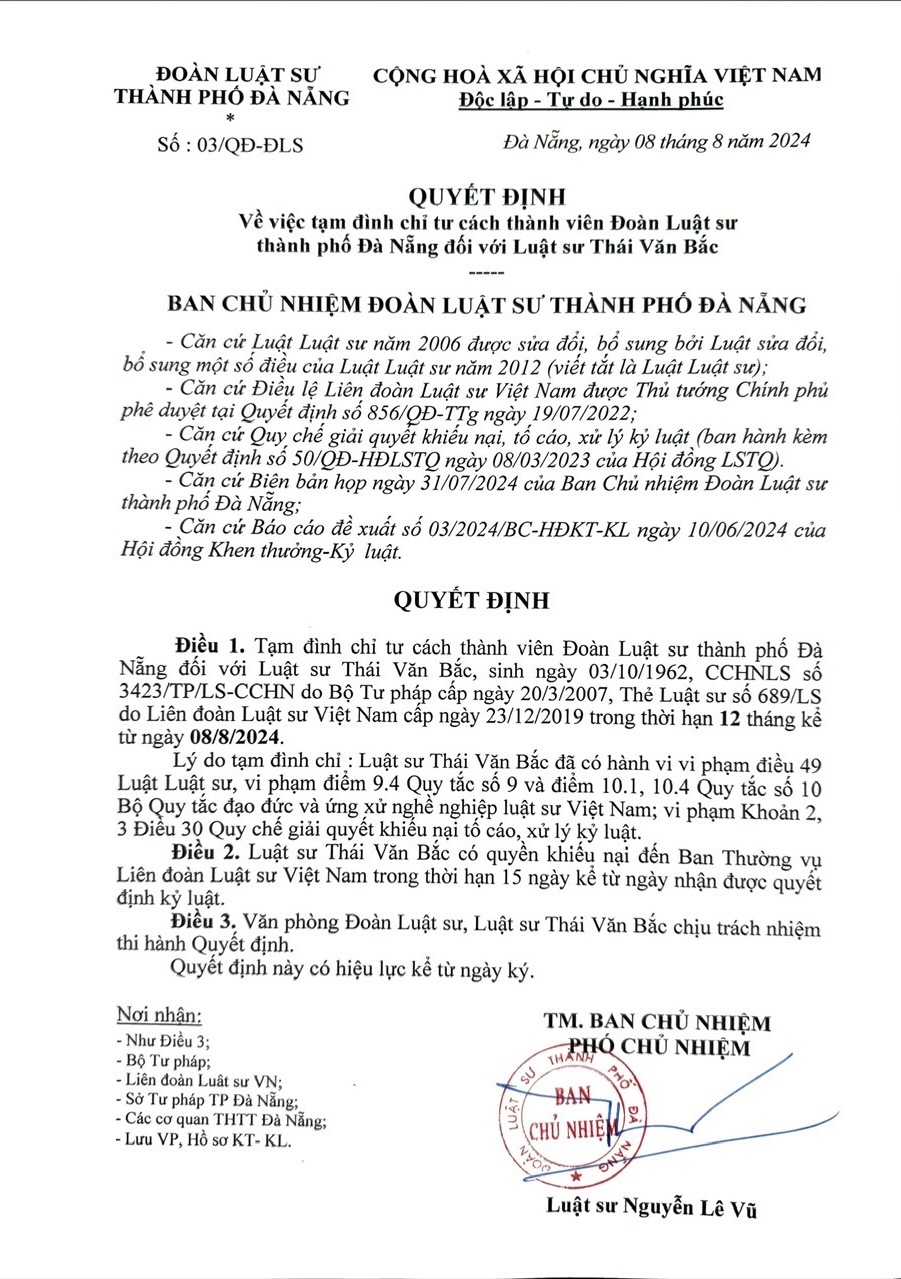 ĐOÀN LUẬT SƯ
THÀNH PHỐ ĐÀ NẴNG
*
Số : 03/QĐ-ĐLS
CỘNG HOÀ XÃ HỘI CHỦ NGHĨA VIỆT NAM
Độc lập - Tự do - Hạnh phúc
Đà Nẵng, ngày 08 tháng 8 năm 2024
QUYẾT ĐỊNH
Về việc tạm đình chỉ tư cách thành viên Đoàn Luật sư
thành phố Đà Nẵng đối với Luật sư Thái Văn Bắc
-----
BAN CHỦ NHIỆM ĐOÀN LUẬT SƯ THÀNH PHỐ ĐÀ NẴNG
- Căn cứ Luật Luật sư năm 2006 được sửa đổi, bổ sung bởi Luật sửa đổi,
bổ sung một số điều của Luật Luật sư năm 2012 (viết tắt là Luật Luật sư);
- Căn cứ Điều lệ Liên đoàn Luật sư Việt Nam được Thủ tướng Chính phủ
phê duyệt tại Quyết định số 856/QĐ-TTg ngày 19/07/2022;
- Căn cứ Quy chế giải quyết khiếu nại, tố cáo, xử lý kỷ luật (ban hành kèm
theo Quyết định số 50/QĐ-HĐLSTQ ngày 08/03/2023 của Hội đồng LSTQ).
- Căn cứ Biên bản họp ngày 31/07/2024 của Ban Chủ nhiệm Đoàn Luật sư
thành phố Đà Nẵng;
- Căn cứ Báo cáo đề xuất số 03/2024/BC-HĐKT-KL ngày 10/06/2024 của
Hội đồng Khen thưởng-Kỷ luật.
QUYẾT ĐỊNH
Điều 1. Tạm đình chỉ tư cách thành viên Đoàn Luật sư thành phố Đà
Nẵng đối với Luật sư Thái Văn Bắc, sinh ngày 03/10/1962, CCHNLS số
3423/TP/LS-CCHN do Bộ Tư pháp cấp ngày 20/3/2007, Thẻ Luật sư số 689/LS
do Liên đoàn Luật sư Việt Nam cấp ngày 23/12/2019 trong thời hạn 12 tháng kể
từ ngày 08/8/2024.
Lý do tạm đình chỉ : Luật sư Thái Văn Bắc đã có hành vi vi phạm điều 49
Luật Luật sư, vi phạm điểm 9.4 Quy tắc số 9 và điểm 10.1, 10.4 Quy tắc số 10
Bộ Quy tắc đạo đức và ứng xử nghề nghiệp luật sư Việt Nam; vi phạm Khoản 2,
3 Điều 30 Quy chế giải quyết khiếu nại tố cáo, xử lý kỷ luật.
Điều 2. Luật sư Thái Văn Bắc có quyền khiếu nại đến Ban Thường vụ
Liên đoàn Luật sư Việt Nam trong thời hạn 15 ngày kể từ ngày nhận được quyết
định kỷ luật.
Điều 3. Văn phòng Đoàn Luật sư, Luật sư Thái Văn Bắc chịu trách nhiệm
thi hành Quyết định.
Quyết định này có hiệu lực kể từ ngày ký.
Nơi nhận:
- Như Điều 3;
- Bộ Tư pháp;
- Liên đoàn Luât sư VN;
- Sở Tư pháp TP Đà Nẵng;
- Các cơ quan THTT Đà Nẵng;
- Lưu VP, Hồ sơ KT- KL.
TM. BAN CHỦ NHIỆM
PHÓ CHỦ NHIỆM
ĐOÀN LUẬT SƯ THÀNH PHỐ ĐÀ NẴNG
BAN
CHỦ NHIỆM
Luật sư Nguyễn Lê Vũ